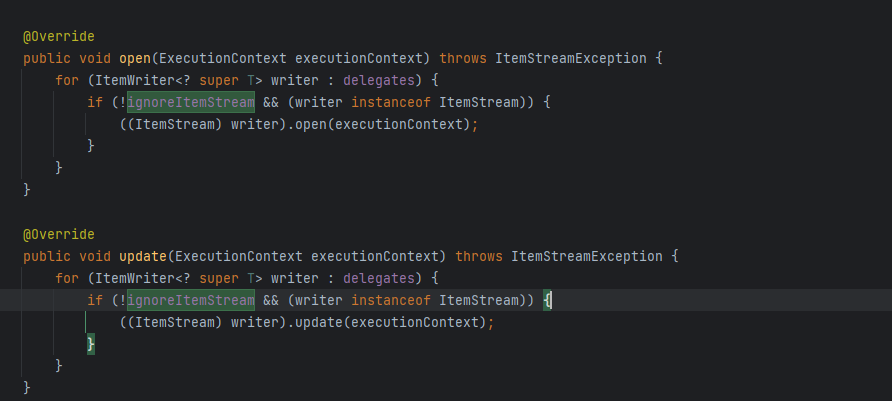 @Override
public void open(ExecutionContext executionContext) throws ItemStreamException {
    for (ItemWriter<? super T> writer : delegates) {
        if (!ignoreItemStream && (writer instanceof ItemStream)) {
            ((ItemStream) writer).open(executionContext);
        }
    }
}

@Override
public void update(ExecutionContext executionContext) throws ItemStreamException {
    for (ItemWriter<? super T> writer : delegates) {
        if (!ignoreItemStream && (writer instanceof ItemStream)) {
            ((ItemStream) writer).update(executionContext);
        }
    }
}